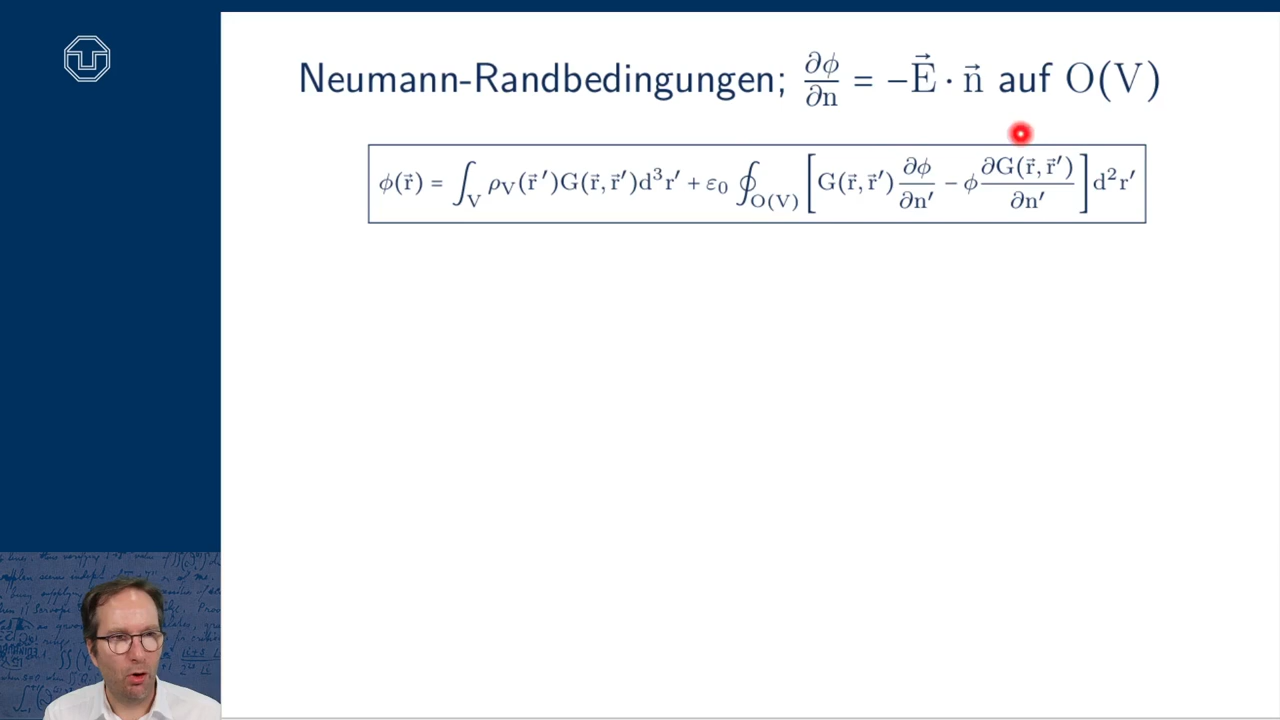 Neumann-Randbedingungen; ∂ϕ/∂n = −E⃗ · n⃗ auf O(V)
ϕ(r⃗) = ∫_V ρ_V(r⃗ ′)G(r⃗, r⃗′)d³r′ + ε₀ ∮_O(V) [G(r⃗, r⃗′) ∂ϕ/∂n′ − ϕ ∂G(r⃗, r⃗′)/∂n′] d²r′